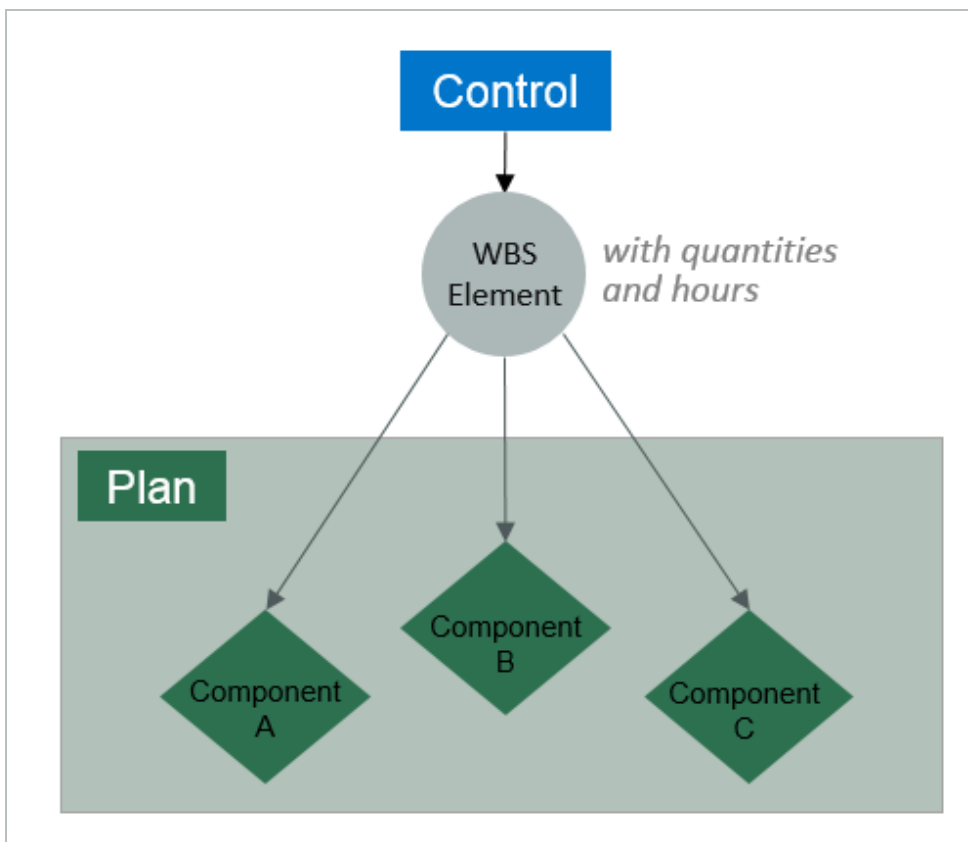 Control
WBS
Element
with quantities
and hours
Plan
Component
A
Component
B
Component
C